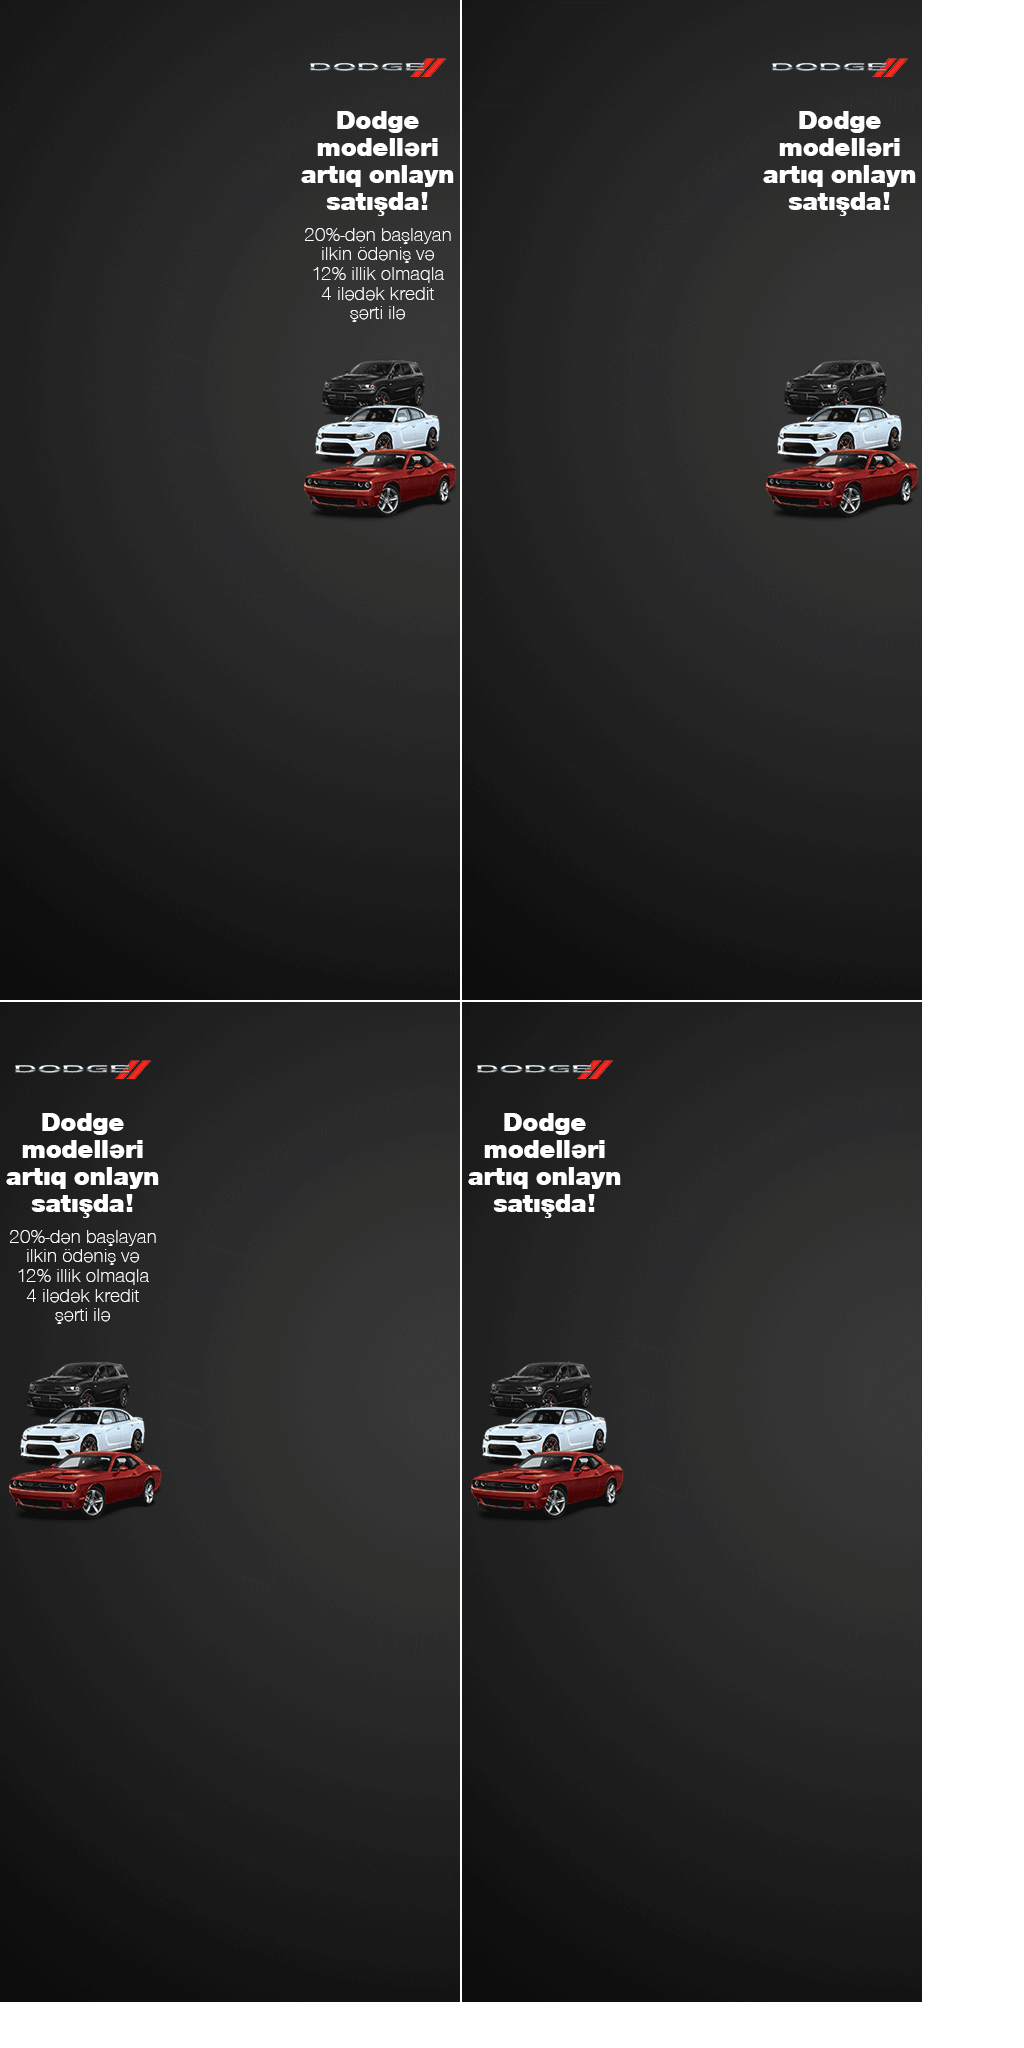 DODGE
Dodge
modelləri
artıq onlayn
satışda!
20%-dən başlayan
ilkin ödəniş və
12% illik olmaqla
4 ilədək kredit
şərti ilə
DODGE
Dodge
modelləri
artıq onlayn
satışda!
DODGE
Dodge
modelləri
artıq onlayn
satışda!
20%-dən başlayan
ilkin ödəniş və
12% illik olmaqla
4 ilədək kredit
şərti ilə
DODGE
Dodge
modelləri
artıq onlayn
satışda!